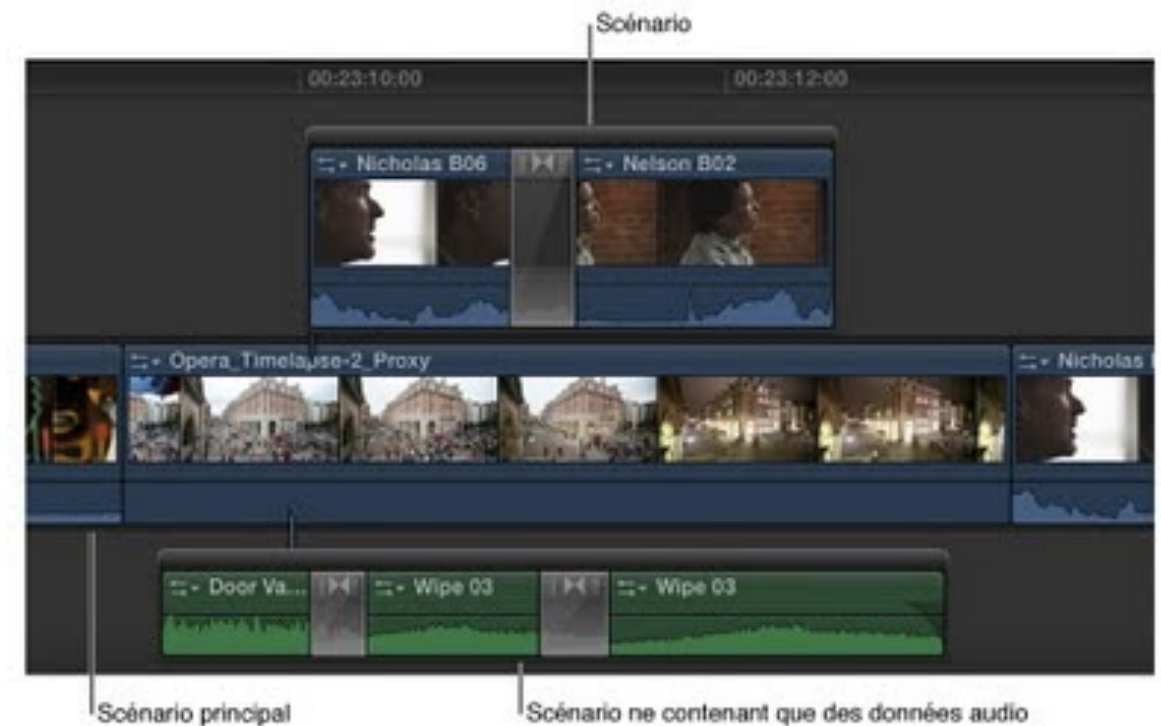 Scénario
00:23:10:00
00:23:12:00
Nicholas B06
Nelson B02
Opera_Timelapse-2_Proxy
Nicholas
Door Va...
Wipe 03
Wipe 03
Scénario principal
Scénario ne contenant que des données audio